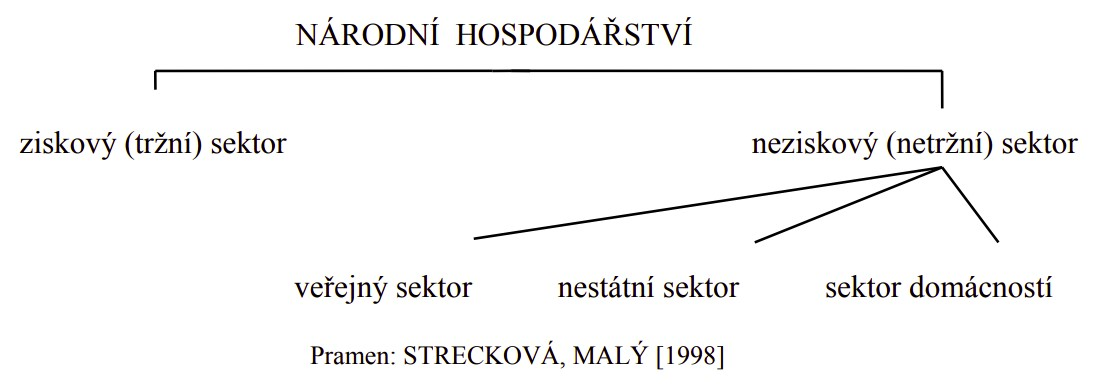 NÁRODNÍ HOSPODÁŘSTVÍ
ziskový (tržní) sektor
neziskový (netržní) sektor
veřejný sektor
nestátní sektor
sektor domácností
Pramen: STRECKOVÁ, MALÝ [1998]